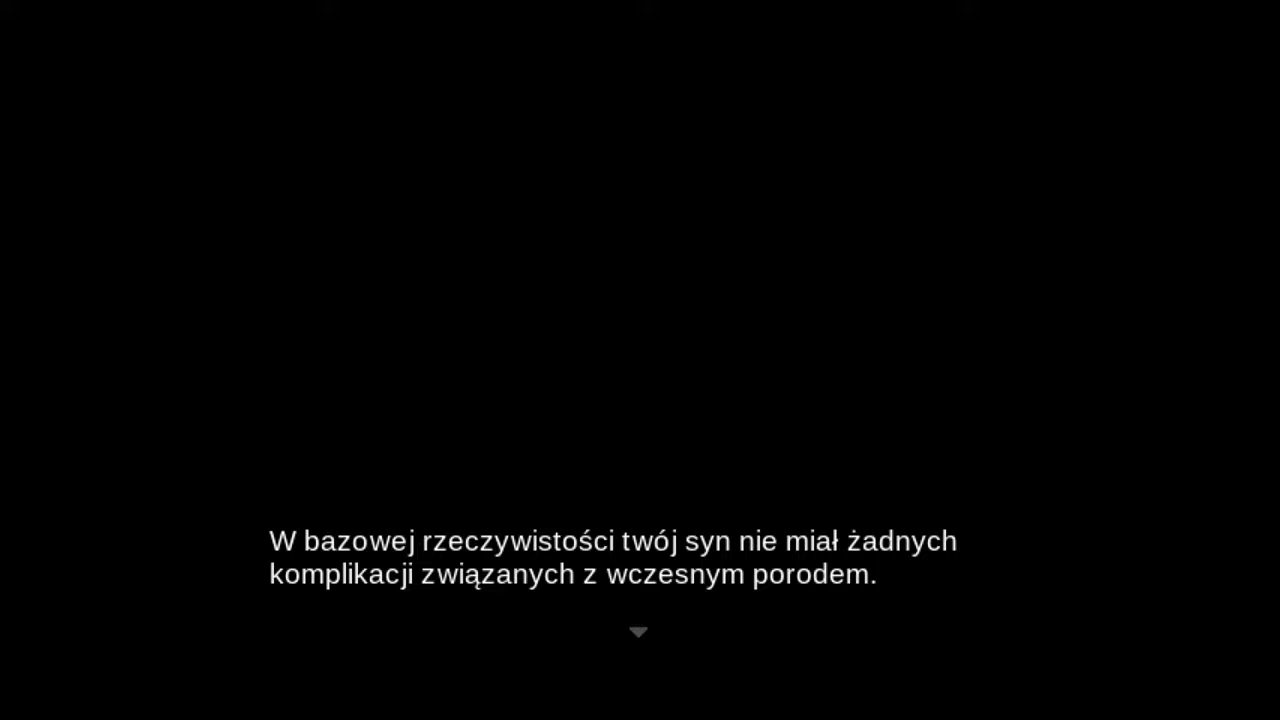 W bazowej rzeczywistości twój syn nie miał żadnych
komplikacji związanych z wczesnym porodem.